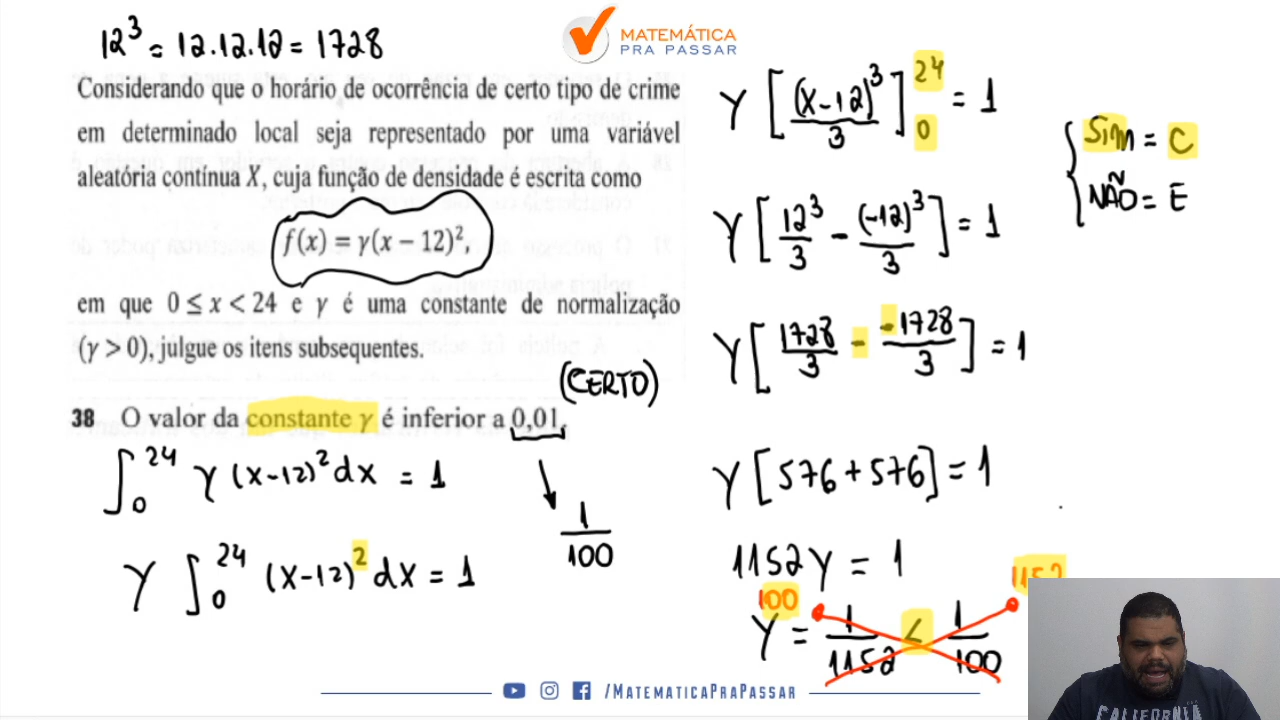 12³ = 12.12.12 = 1728
MATEMÁTICA
PRA PASSAR
Considerando que o horário de ocorrência de certo tipo de crime
em determinado local seja representado por uma variável
aleatória contínua X, cuja função de densidade é escrita como
f(x) = γ(x − 12)²,
em que 0 ≤ x < 24 e γ é uma constante de normalização
(γ > 0), julgue os itens subsequentes.
(CERTO)
38 O valor da constante γ é inferior a 0,01.
∫₀²⁴ γ (x-12)² dx = 1
1/100
γ ∫₀²⁴ (x-12)² dx = 1
γ [(x-12)³/3]₀²⁴ = 1
γ [12³/3 - (-12)³/3] = 1
γ [1728/3 - -1728/3] = 1
γ [576 + 576] = 1
1152γ = 1
100 1152
γ = 1/1152 < 1/100
SIM = C
NÃO = E
/MATEMATICAPRAPASSAR
CALIFORNIA